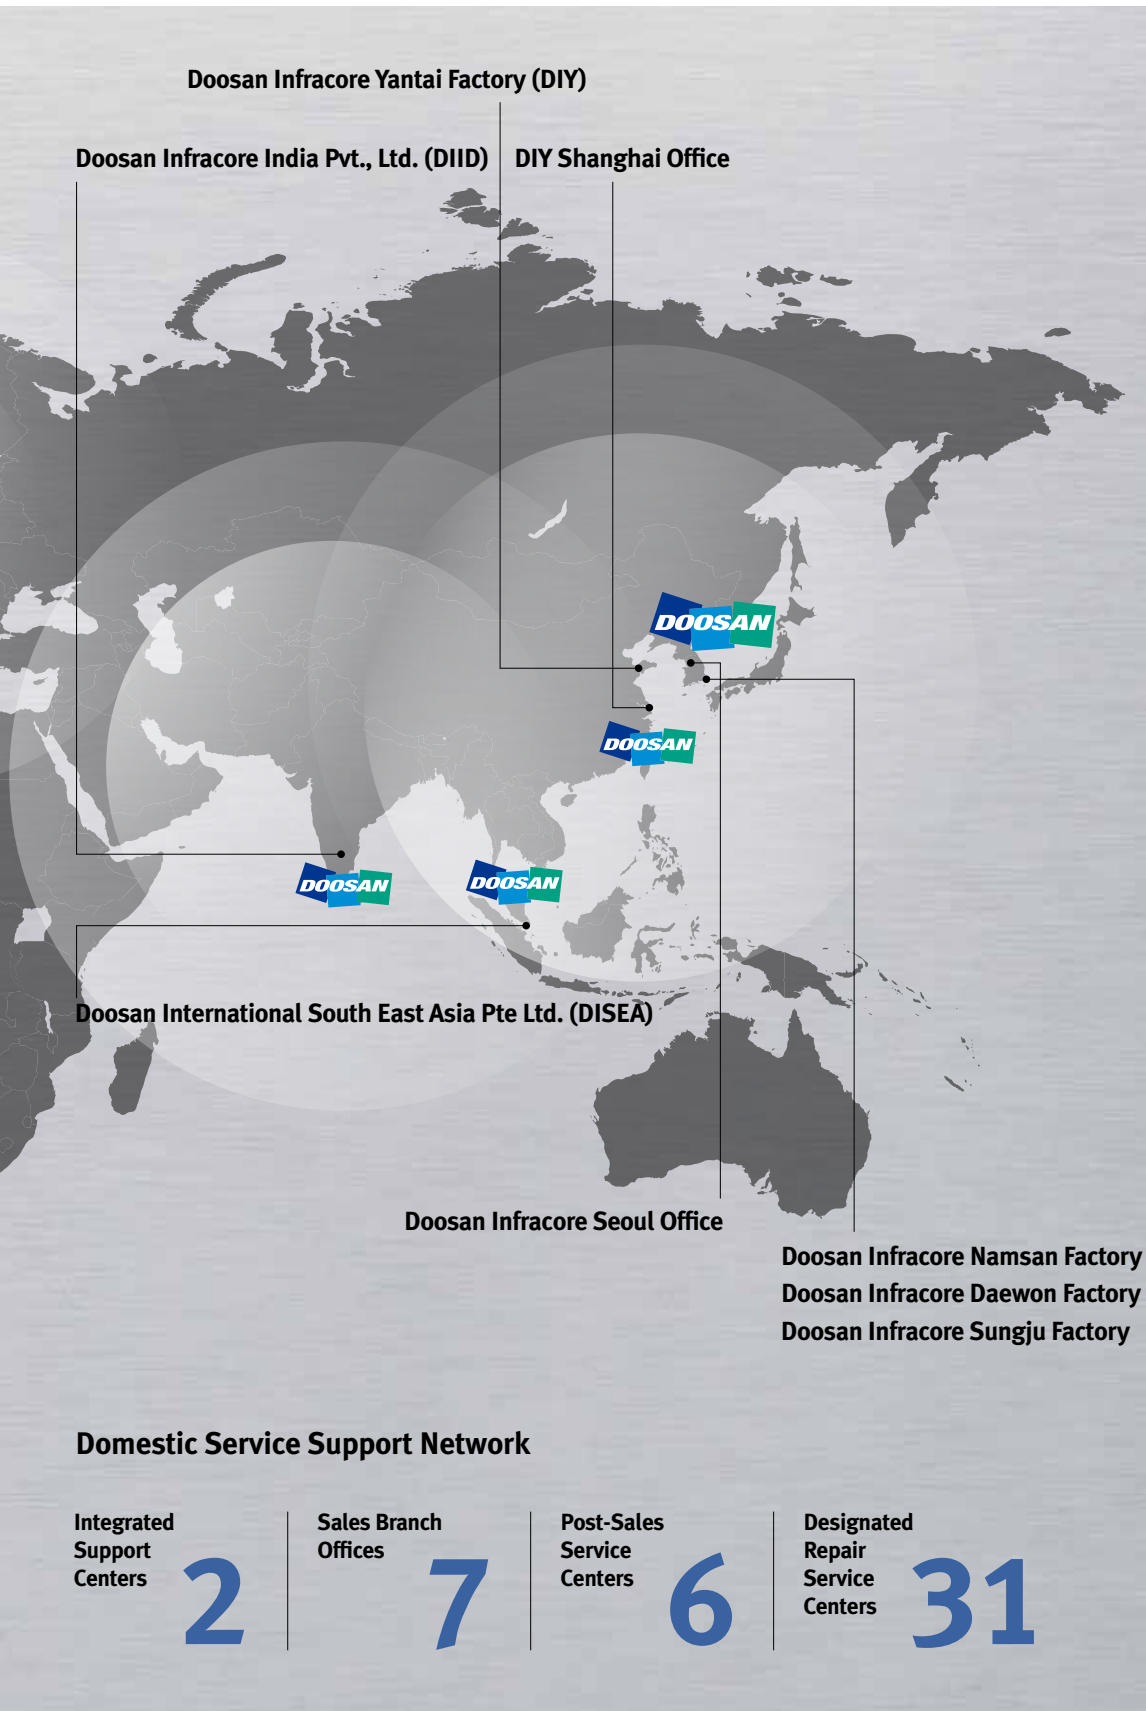 Doosan Infracore Yantai Factory (DIY)
Doosan Infracore India Pvt., Ltd. (DIID)
DIY Shanghai Office
DOOSAN
DOOSAN
DOOSAN
DOOSAN
Doosan International South East Asia Pte Ltd. (DISEA)
Doosan Infracore Seoul Office
Doosan Infracore Namsan Factory
Doosan Infracore Daewon Factory
Doosan Infracore Sungju Factory
Domestic Service Support Network
Integrated
Support
Centers
2
Sales Branch
Offices
7
Post-Sales
Service
Centers
6
Designated
Repair
Service
Centers
31